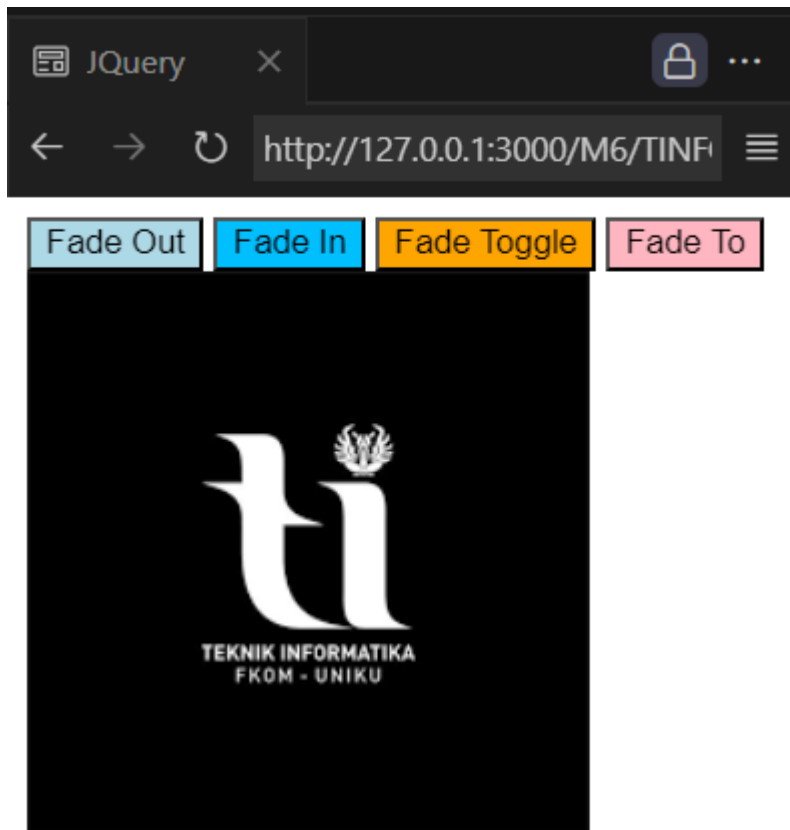 JQuery
http://127.0.0.1:3000/M6/TINF
Fade Out Fade In Fade Toggle Fade To
ti
TEKNIK INFORMATIKA
FKOM - UNIKU